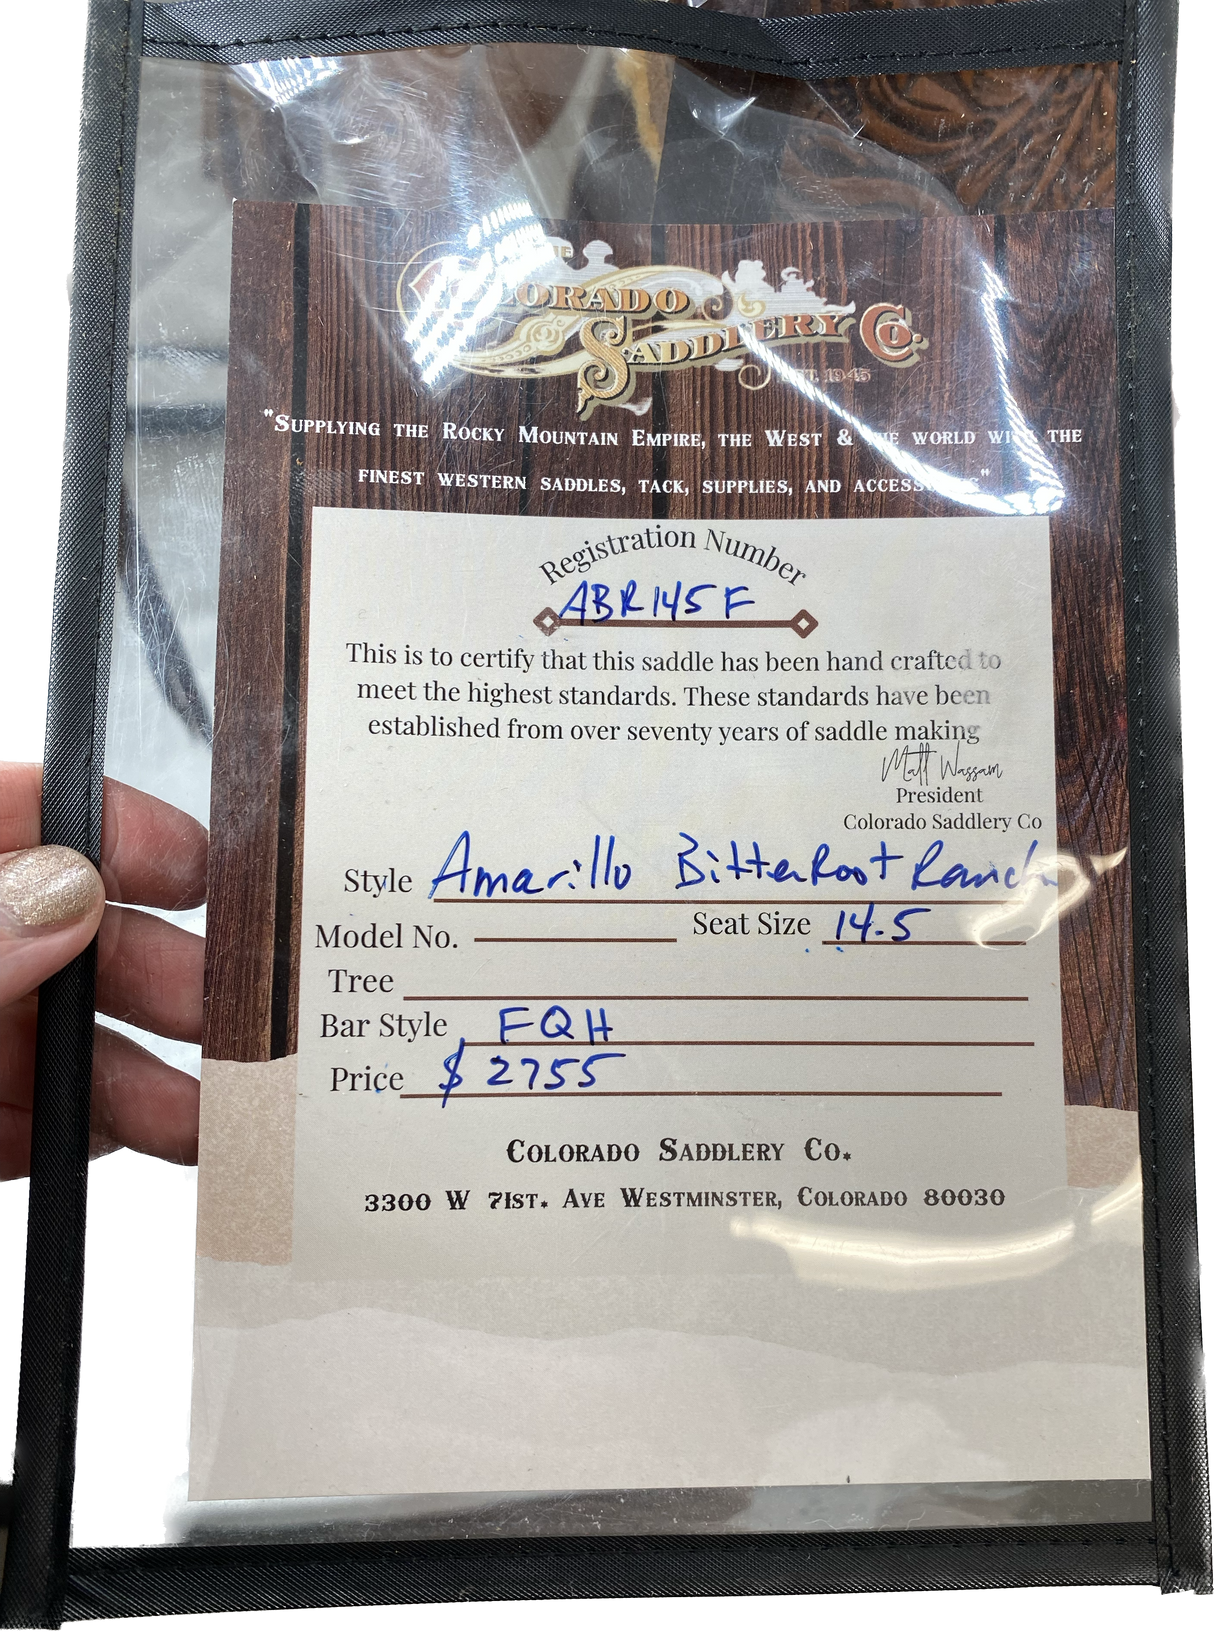 THE
COLORADO
SADDLERY CO.
EST. 1945
"SUPPLYING THE ROCKY MOUNTAIN EMPIRE, THE WEST & THE WORLD WITH THE
FINEST WESTERN SADDLES, TACK, SUPPLIES, AND ACCESSORIES"
Registration Number
ABR145F
This is to certify that this saddle has been hand crafted to
meet the highest standards. These standards have been
established from over seventy years of saddle making
Matt Wassam
President
Colorado Saddlery Co
Style Amarillo BitterRoot Ranch
Model No. Seat Size 14.5
Tree
Bar Style FQH
Price $2755
COLORADO SADDLERY CO.
3300 W 71ST. AVE WESTMINSTER, COLORADO 80030